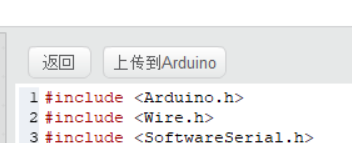 返回 上传到Arduino
1 #include <Arduino.h>
2 #include <Wire.h>
3 #include <SoftwareSerial.h>